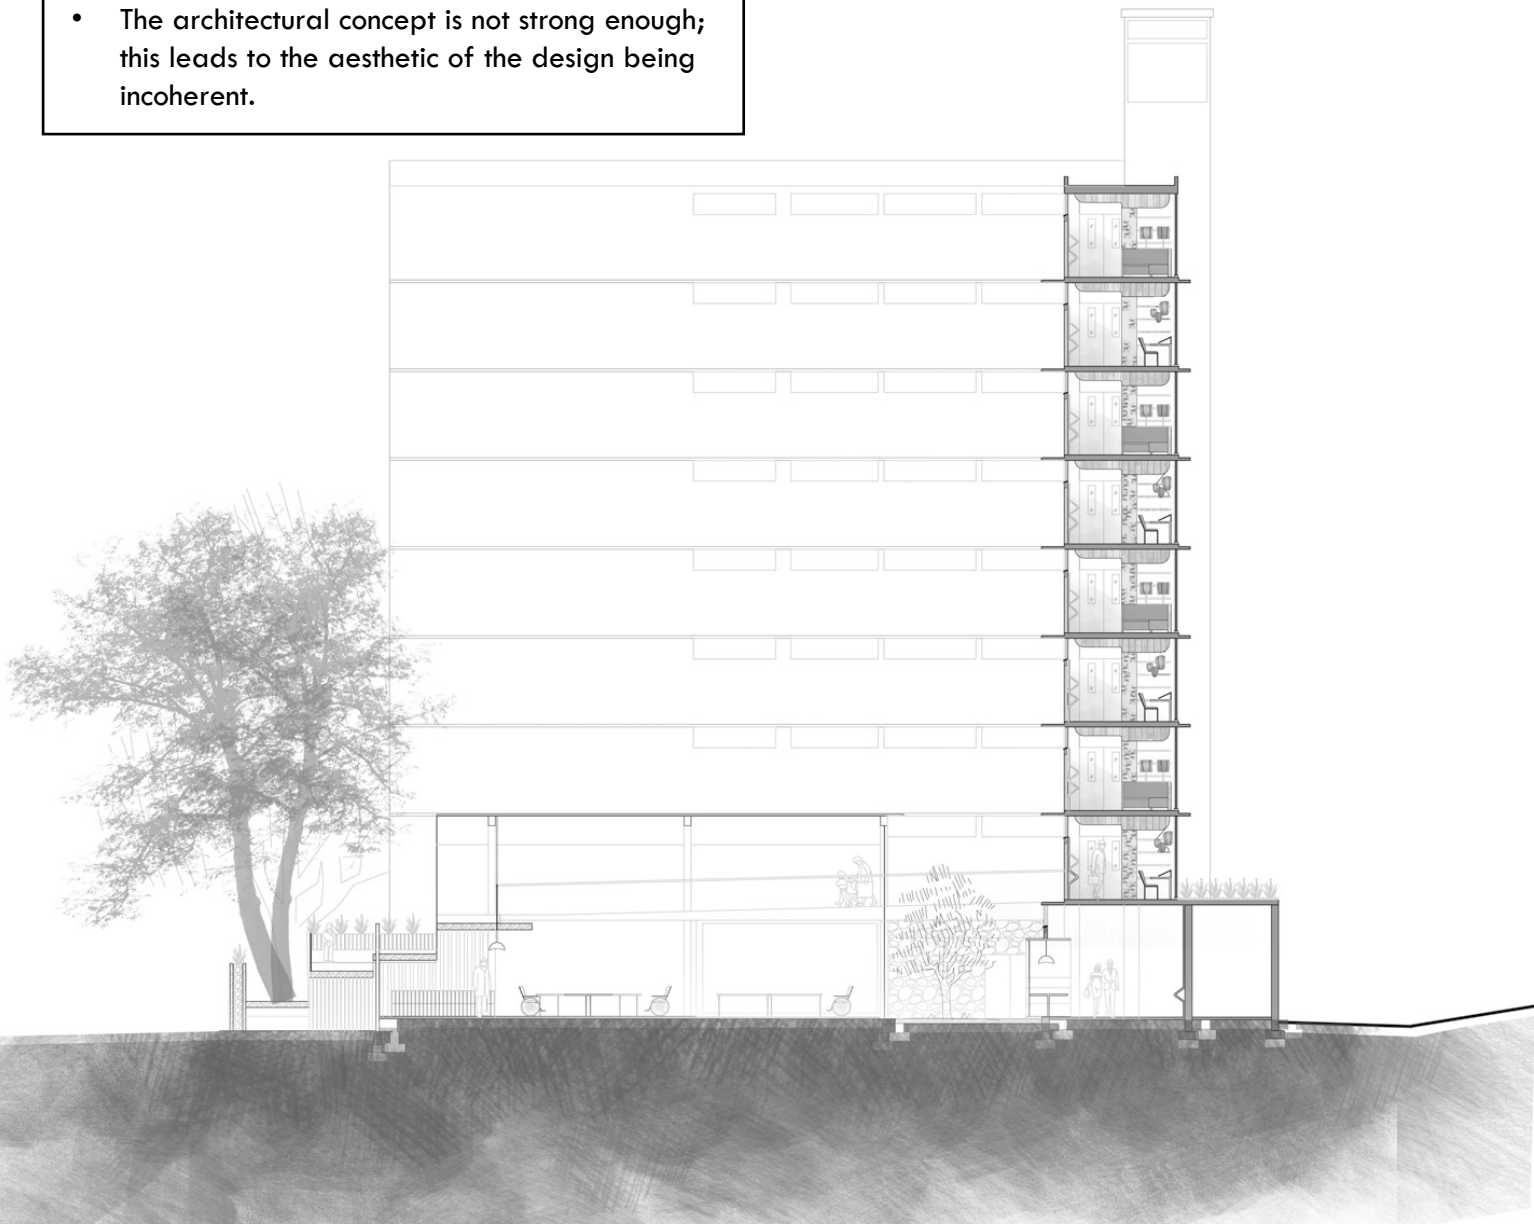 • The architectural concept is not strong enough;
this leads to the aesthetic of the design being
incoherent.